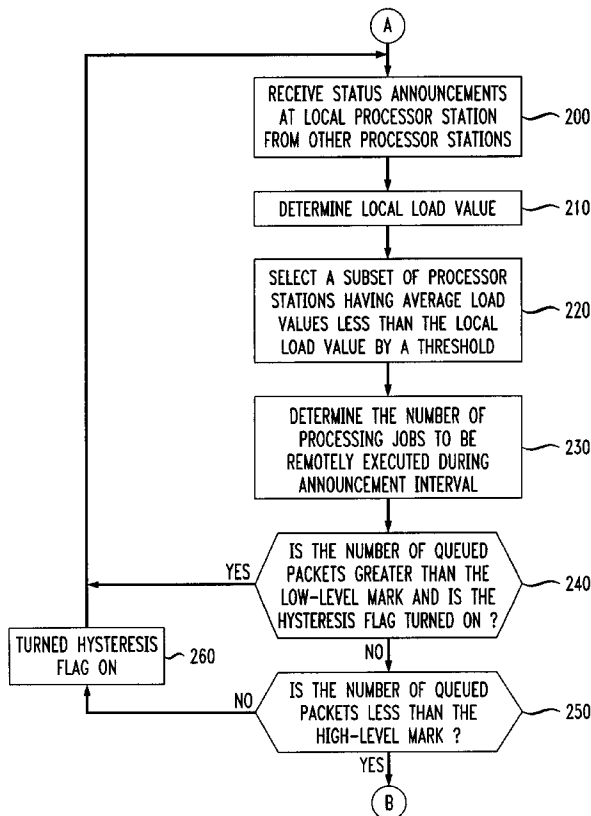 A
RECEIVE STATUS ANNOUNCEMENTS
AT LOCAL PROCESSOR STATION
FROM OTHER PROCESSOR STATIONS
200
DETERMINE LOCAL LOAD VALUE
210
SELECT A SUBSET OF PROCESSOR
STATIONS HAVING AVERAGE LOAD
VALUES LESS THAN THE LOCAL
LOAD VALUE BY A THRESHOLD
220
DETERMINE THE NUMBER OF
PROCESSING JOBS TO BE
REMOTELY EXECUTED DURING
ANNOUNCEMENT INTERVAL
230
YES
IS THE NUMBER OF QUEUED
PACKETS GREATER THAN THE
LOW-LEVEL MARK AND IS THE
HYSTERESIS FLAG TURNED ON ?
240
TURNED HYSTERESIS
FLAG ON
260
NO
NO
IS THE NUMBER OF QUEUED
PACKETS LESS THAN THE
HIGH-LEVEL MARK ?
250
YES
B